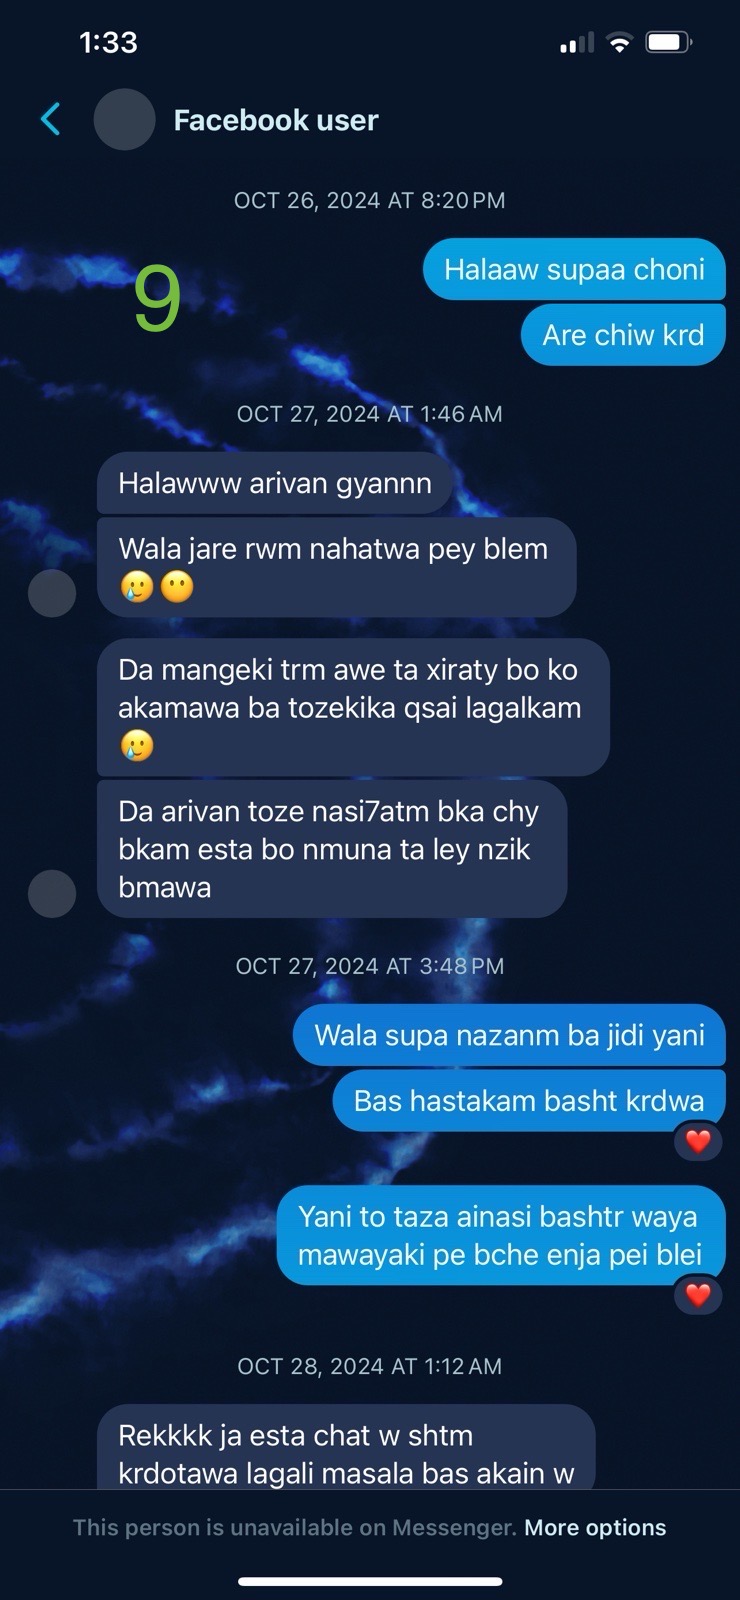 1:33
Facebook user
OCT 26, 2024 AT 8:20 PM
Halaaw supaa choni
9
Are chiw krd
OCT 27, 2024 AT 1:46 AM
Halawww arivan gyannn
Wala jare rwm nahatwa pey blem
🥲😶
Da mangeki trm awe ta xiraty bo ko
akamawa ba tozekika qsai lagalkam
🥲
Da arivan toze nasi7atm bka chy
bkam esta bo nmuna ta ley nzik
bmawa
OCT 27, 2024 AT 3:48 PM
Wala supa nazanm ba jidi yani
Bas hastakam basht krdwa
❤️
Yani to taza ainasi bashtr waya
mawayaki pe bche enja pei blei
❤️
OCT 28, 2024 AT 1:12 AM
Rekkkk ja esta chat w shtm
krdotawa lagali masala bas akain w
This person is unavailable on Messenger. More options